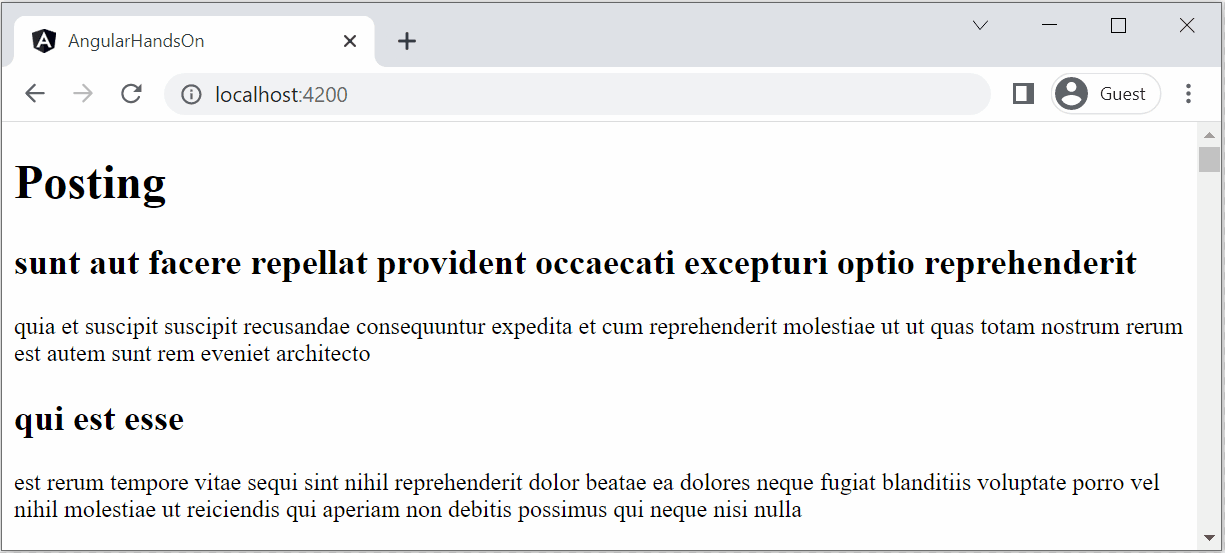 AngularHandsOn
localhost:4200
Guest
Posting
sunt aut facere repellat provident occaecati excepturi optio reprehenderit
quia et suscipit suscipit recusandae consequuntur expedita et cum reprehenderit molestiae ut ut quas totam nostrum rerum
est autem sunt rem eveniet architecto
qui est esse
est rerum tempore vitae sequi sint nihil reprehenderit dolor beatae ea dolores neque fugiat blanditiis voluptate porro vel
nihil molestiae ut reiciendis qui aperiam non debitis possimus qui neque nisi nulla